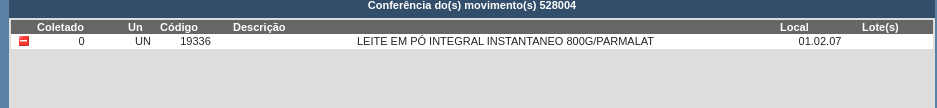 Conferência do(s) movimento(s) 528004
Coletado Un Código Descrição Local Lote(s)
0 UN 19336 LEITE EM PÓ INTEGRAL INSTANTANEO 800G/PARMALAT 01.02.07